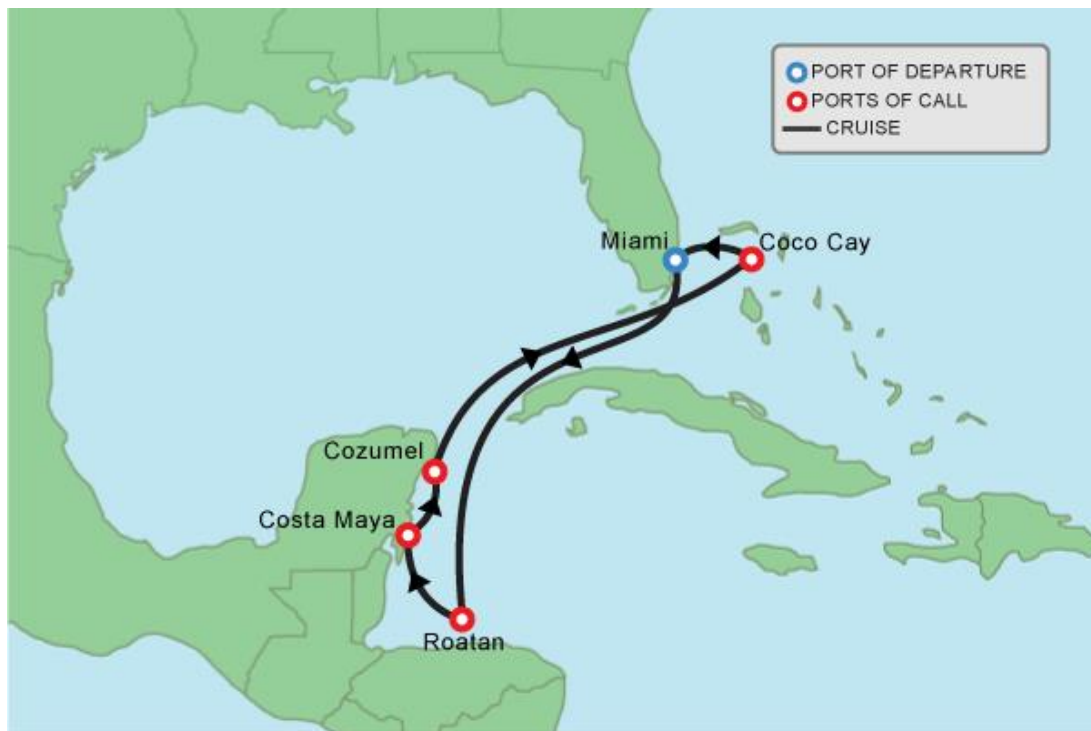 PORT OF DEPARTURE
PORTS OF CALL
CRUISE
Miami
Coco Cay
Cozumel
Costa Maya
Roatan